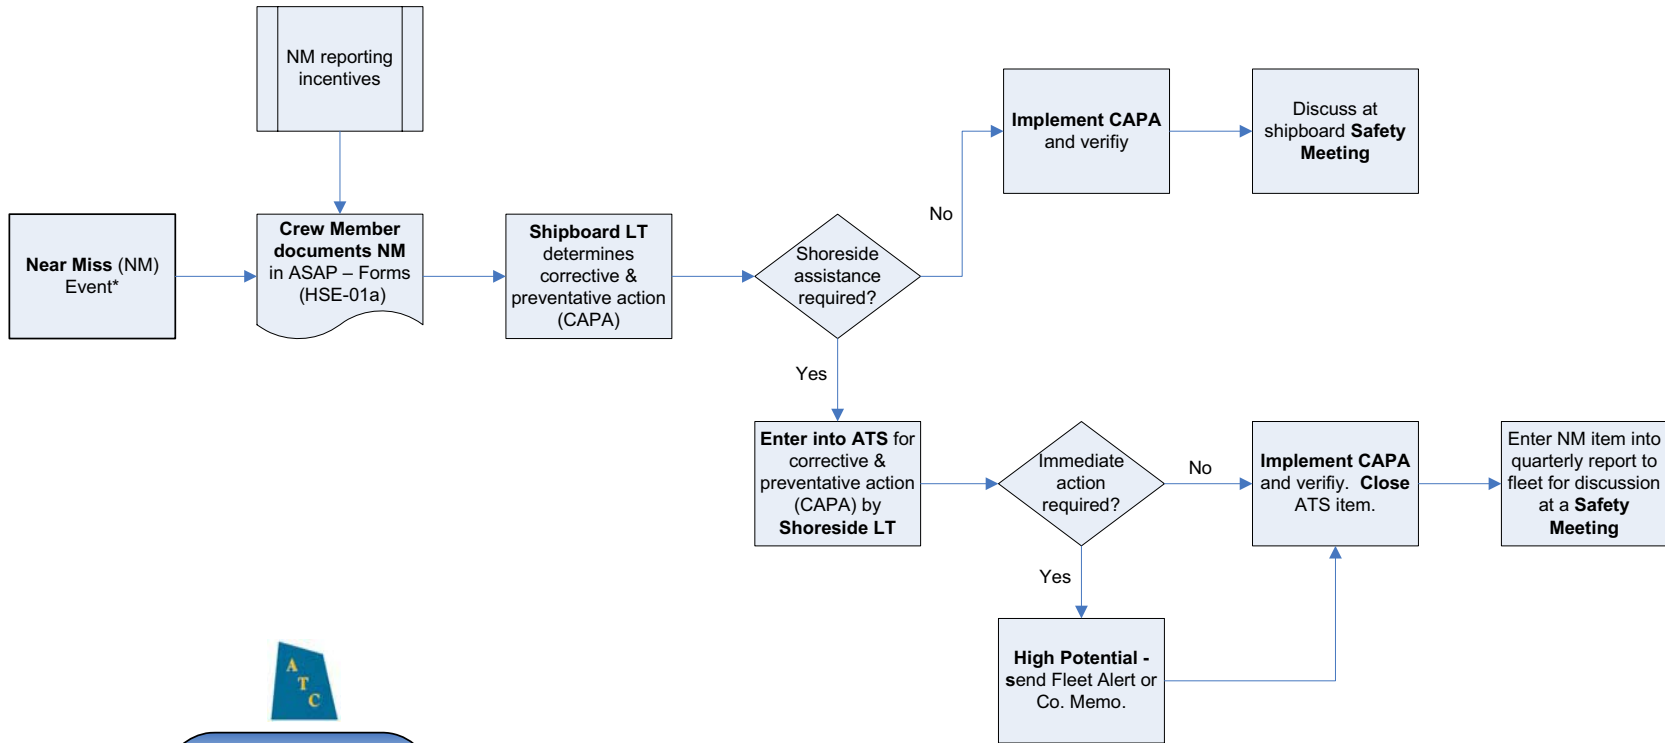 NM reporting
incentives
Implement CAPA
and verifiy
Discuss at
shipboard Safety
Meeting
No
Near Miss (NM)
Event*
Crew Member
documents NM
in ASAP – Forms
(HSE-01a)
Shipboard LT
determines
corrective &
preventative action
(CAPA)
Shoreside
assistance
required?
Yes
Enter into ATS for
corrective &
preventative action
(CAPA) by
Shoreside LT
Immediate
action
required?
No
Implement CAPA
and verifiy. Close
ATS item.
Enter NM item into
quarterly report to
fleet for discussion
at a Safety
Meeting
Yes
High Potential -
send Fleet Alert or
Co. Memo.
A
T
C